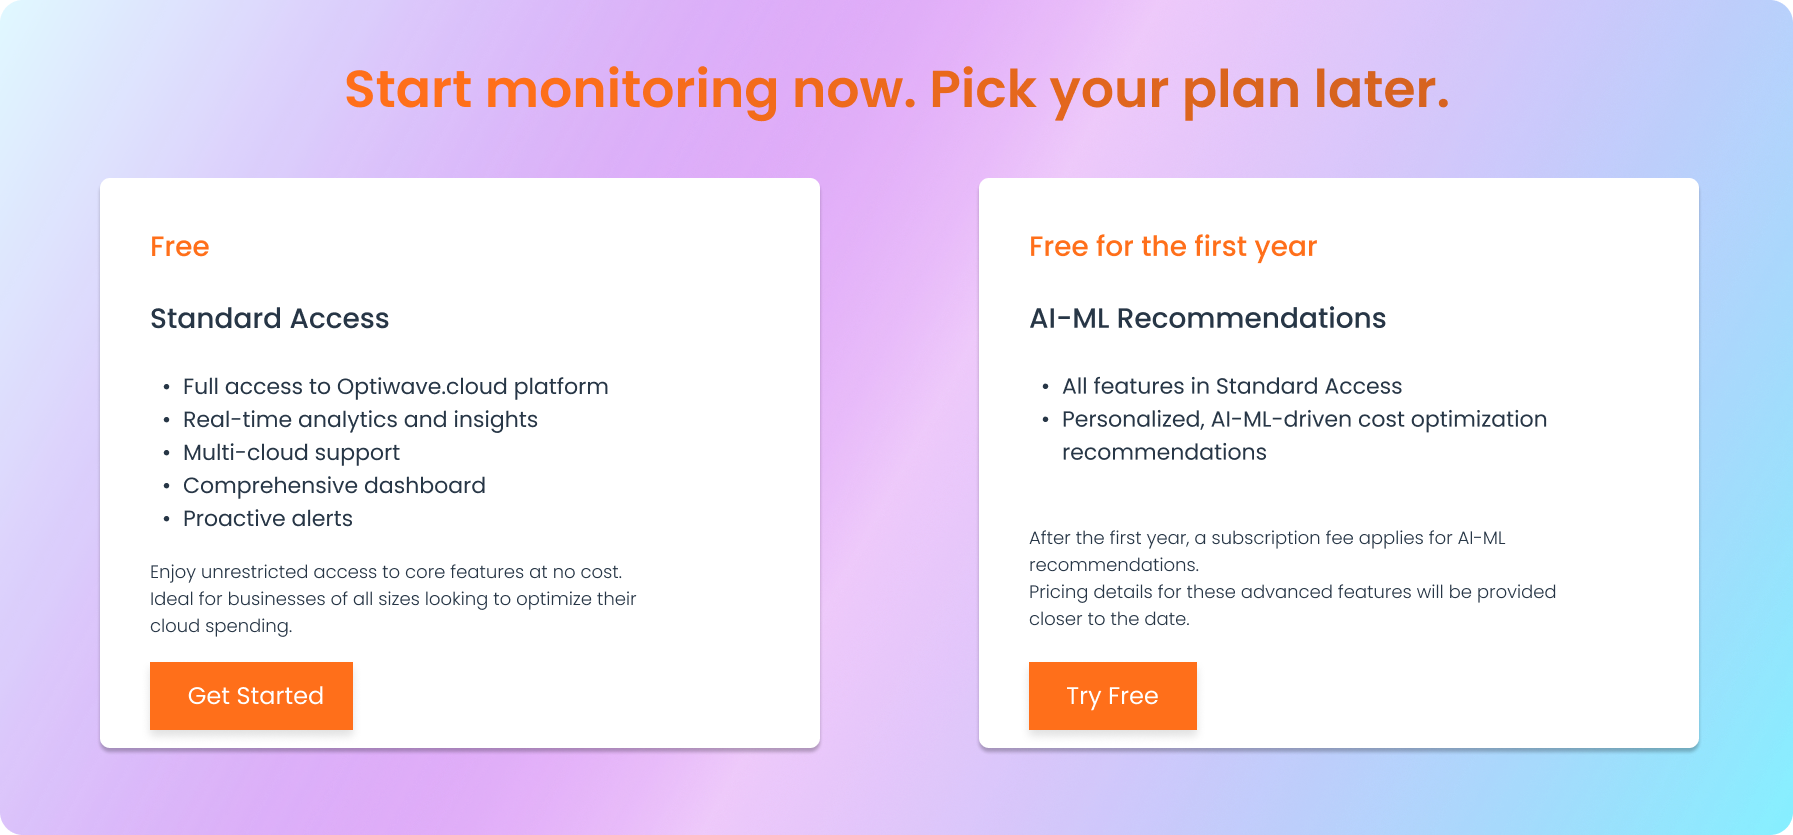 Start monitoring now. Pick your plan later.
Free
Standard Access
• Full access to Optiwave.cloud platform
• Real-time analytics and insights
• Multi-cloud support
• Comprehensive dashboard
• Proactive alerts
Enjoy unrestricted access to core features at no cost.
Ideal for businesses of all sizes looking to optimize their
cloud spending.
Get Started
Free for the first year
AI-ML Recommendations
• All features in Standard Access
• Personalized, AI-ML-driven cost optimization
recommendations
After the first year, a subscription fee applies for AI-ML
recommendations.
Pricing details for these advanced features will be provided
closer to the date.
Try Free